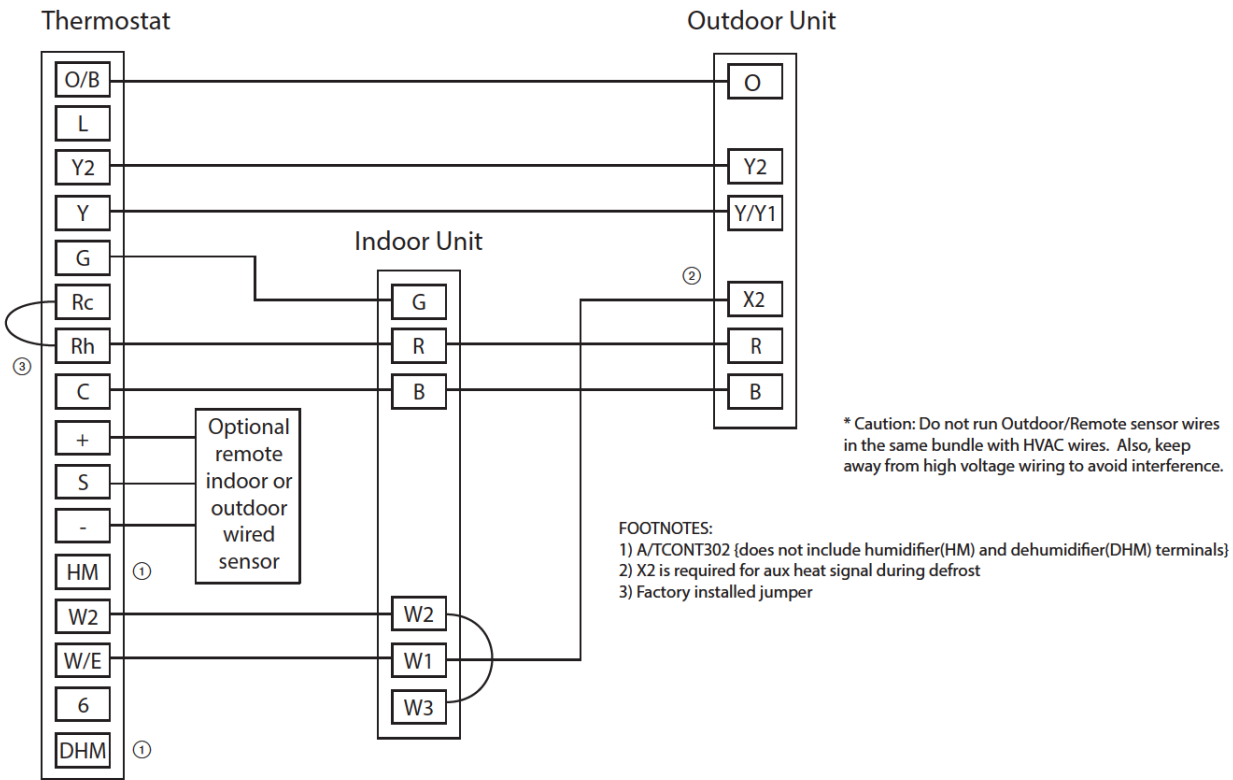 Thermostat
Outdoor Unit
O/B
O
L
Y2
Y2
Y
Y/Y1
Indoor Unit
G
②
Rc
G
X2
Rh
R
R
③
C
B
B
+
S
-
Optional
remote
indoor or
outdoor
wired
sensor
* Caution: Do not run Outdoor/Remote sensor wires
in the same bundle with HVAC wires. Also, keep
away from high voltage wiring to avoid interference.
HM
①
W2
W2
W/E
W1
6
W3
DHM
①
FOOTNOTES:
1) A/TCONT302 {does not include humidifier(HM) and dehumidifier(DHM) terminals}
2) X2 is required for aux heat signal during defrost
3) Factory installed jumper